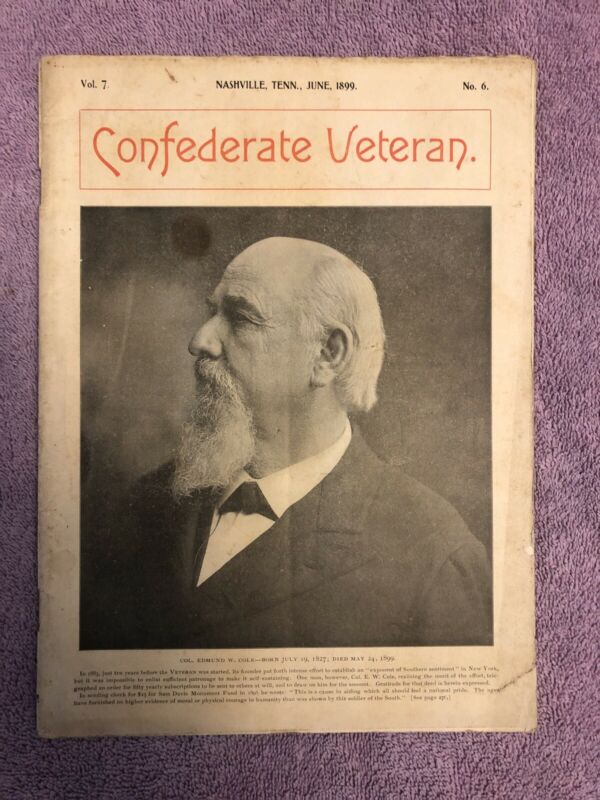 Vol. 7.
NASHVILLE, TENN., JUNE, 1899.
No. 6.
Confederate Veteran.
COL. EDMUND W. COLE—BORN JULY 19, 1827; DIED MAY 24, 1899.
In 1883, just ten years before the VETERAN was started, its founder put forth intense effort to establish an "exponent of Southern sentiment" in New York,
but it was impossible to enlist sufficient patronage to make it self-sustaining. One man, however, Col. E. W. Cole, realizing the merit of the effort, tele-
graphed an order for fifty yearly subscriptions to be sent to others at will, and to draw on him for the amount. Gratitude for that deed is herein expressed.
In sending check for $25 for Sam Davis Monument Fund in he wrote: "This is a cause in aiding which all should feel a national pride. The ages
have furnished no higher evidence of moral or physical courage to humanity than was shown by this soldier of the South." [See page